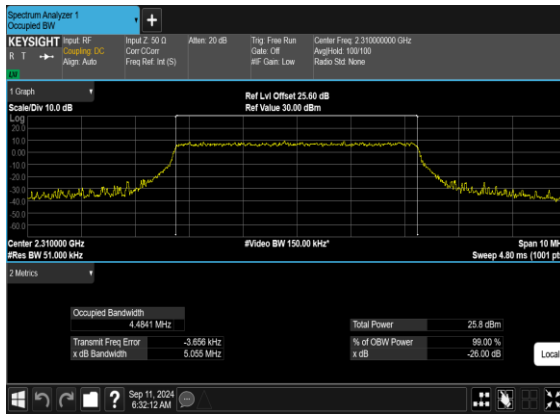 Spectrum Analyzer 1
Occupied BW
+
KEYSIGHT Input: RF Input Z: 50 Ω Atten: 20 dB Trig: Free Run Center Freq: 2.310000000 GHz
R T Coupling: DC Corr CCorr Gate: Off Avg|Hold: 100/100
Align: Auto Freq Ref: Int (S) #IF Gain: Low Radio Std: None
1 Graph
Ref Lvl Offset 25.60 dB
Scale/Div 10.0 dB Ref Value 30.00 dBm
Log
20.0
10.0
0.00
-10.0
-20.0
-30.0
-40.0
-50.0
-60.0
Center 2.310000 GHz #Video BW 150.00 kHz* Span 10 MH
#Res BW 51.000 kHz Sweep 4.80 ms (1001 pt
2 Metrics
Occupied Bandwidth
4.4841 MHz Total Power 25.8 dBm
Transmit Freq Error -3.656 kHz % of OBW Power 99.00 %
x dB Bandwidth 5.055 MHz x dB -26.00 dB
Local
? Sep 11, 2024
6:32:12 AM